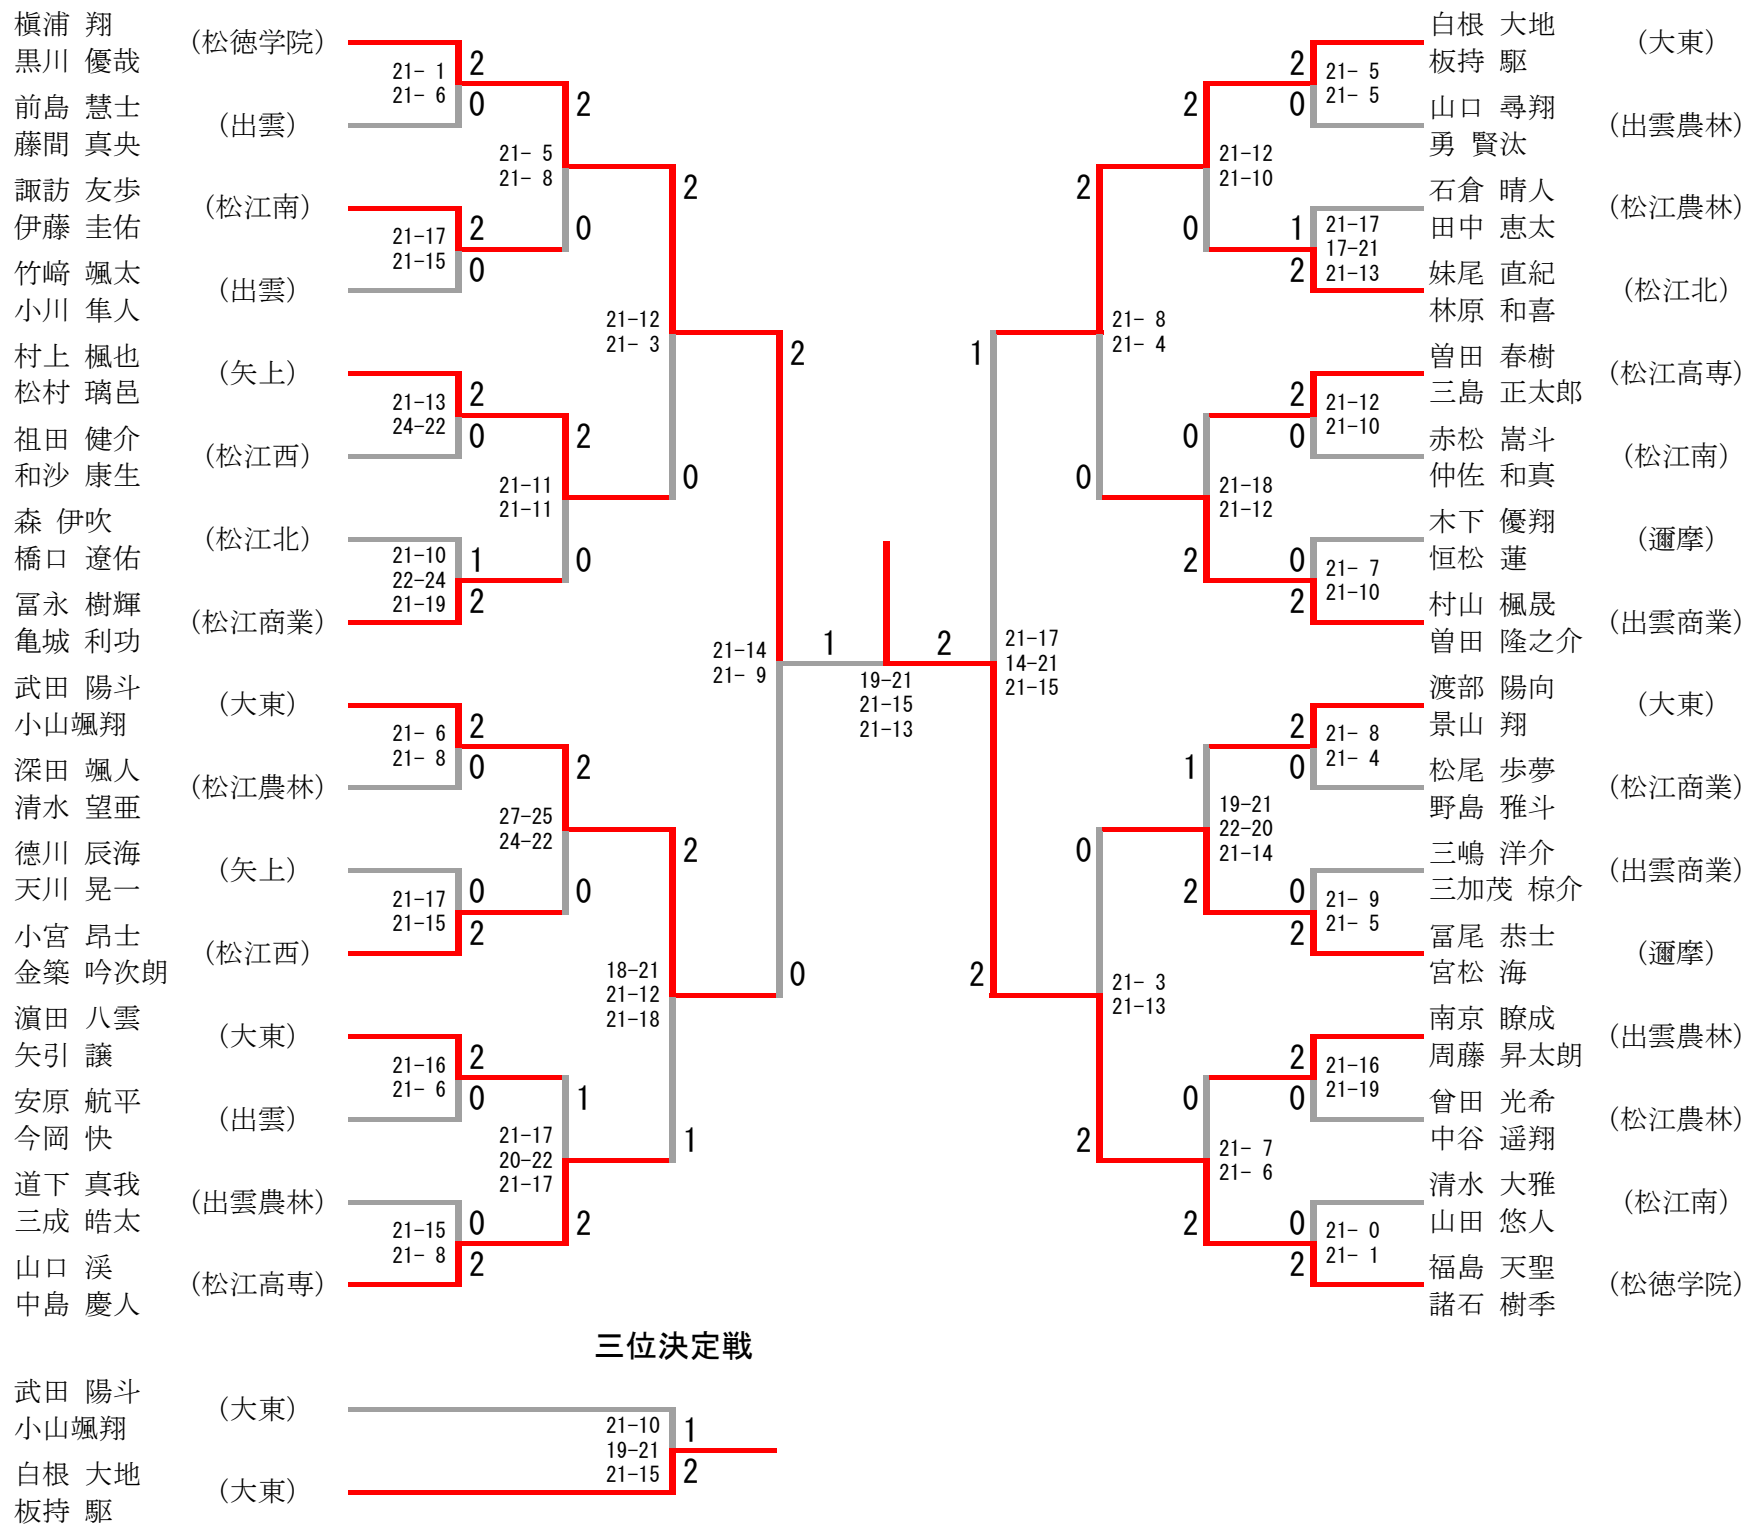 槇浦 翔
黒川 優哉
(松徳学院)
前島 慧士
藤間 真央
(出雲)
諏訪 友歩
伊藤 圭佑
(松江南)
竹﨑 颯太
小川 隼人
(出雲)
村上 楓也
松村 璃邑
(矢上)
祖田 健介
和沙 康生
(松江西)
森 伊吹
橋口 遼佑
(松江北)
冨永 樹輝
亀城 利功
(松江商業)
武田 陽斗
小山颯翔
(大東)
深田 颯人
清水 望亜
(松江農林)
德川 辰海
天川 晃一
(矢上)
小宮 昂士
金築 吟次朗
(松江西)
濵田 八雲
矢引 譲
(大東)
安原 航平
今岡 快
(出雲)
道下 真我
三成 皓太
(出雲農林)
山口 渓
中島 慶人
(松江高専)
21- 1
21- 6
2
0
21-17
21-15
2
0
21-13
24-22
2
0
21-10
22-24
21-19
1
2
21- 6
21- 8
2
0
21-17
21-15
0
2
21-16
21- 6
2
0
21-15
21- 8
0
2
21- 5
21- 8
2
0
21-11
21-11
2
0
27-25
24-22
2
0
21-17
20-22
21-17
1
2
21-12
21- 3
2
0
18-21
21-12
21-18
2
1
21-14
21- 9
2
0
1
2
19-21
21-15
21-13
21-17
14-21
21-15
1
2
21- 8
21- 4
2
0
21- 3
21-13
0
2
21-12
21-10
2
0
21-18
21-12
0
2
19-21
22-20
21-14
1
2
21- 7
21- 6
0
2
21- 5
21- 5
2
0
21-17
17-21
21-13
1
2
21-12
21-10
2
0
21- 7
21-10
0
2
21- 8
21- 4
2
0
21- 9
21- 5
0
2
21-16
21-19
2
0
21- 0
21- 1
0
2
白根 大地
板持 駆
(大東)
山口 尋翔
勇 賢汰
(出雲農林)
石倉 晴人
田中 恵太
(松江農林)
妹尾 直紀
林原 和喜
(松江北)
曽田 春樹
三島 正太郎
(松江高専)
赤松 嵩斗
仲佐 和真
(松江南)
木下 優翔
恒松 蓮
(邇摩)
村山 楓晟
曽田 隆之介
(出雲商業)
渡部 陽向
景山 翔
(大東)
松尾 歩夢
野島 雅斗
(松江商業)
三嶋 洋介
三加茂 椋介
(出雲商業)
冨尾 恭士
宮松 海
(邇摩)
南京 瞭成
周藤 昇太朗
(出雲農林)
曾田 光希
中谷 遥翔
(松江農林)
清水 大雅
山田 悠人
(松江南)
福島 天聖
諸石 樹季
(松徳学院)
三位決定戦
武田 陽斗
小山颯翔
(大東)
白根 大地
板持 駆
(大東)
21-10
19-21
21-15
1
2